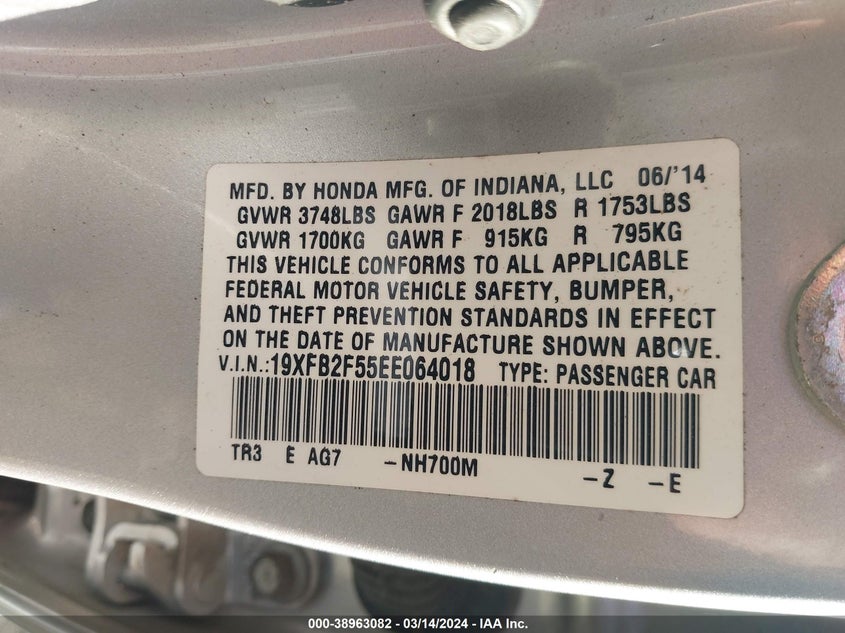 MFD. BY HONDA MFG. OF INDIANA, LLC 06/'14
GVWR 3748LBS GAWR F 2018LBS R 1753LBS
GVWR 1700KG GAWR F 915KG R 795KG
THIS VEHICLE CONFORMS TO ALL APPLICABLE
FEDERAL MOTOR VEHICLE SAFETY, BUMPER,
AND THEFT PREVENTION STANDARDS IN EFFECT
ON THE DATE OF MANUFACTURE SHOWN ABOVE.
V.I.N.:19XFB2F55EE064018 TYPE: PASSENGER CAR
TR3 E AG7 -NH700M -Z -E
000-38963082 - 03/14/2024 - IAA Inc.